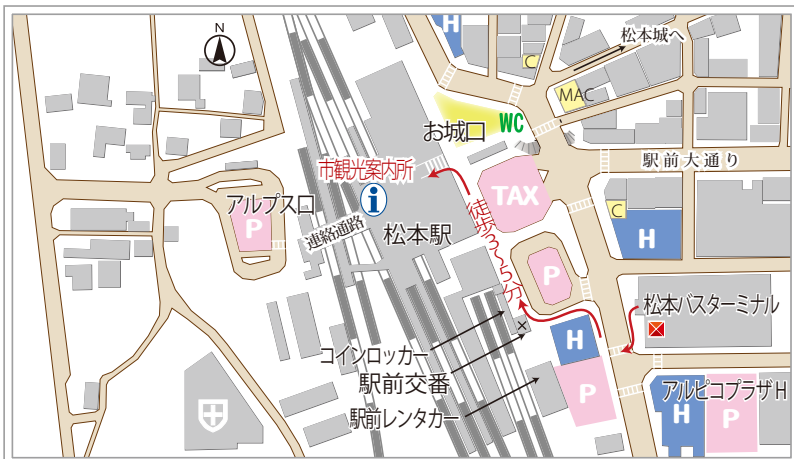 N
H
松本城へ
C
MAC
WC
お城口
駅前大通り
市観光案内所
i
TAX
C
アルプス口
P
連絡通路
松本駅
徒歩3～5分
H
P
松本バスターミナル
コインロッカー
H
駅前交番
駅前レンタカー
P
アルピコプラザH
H
P